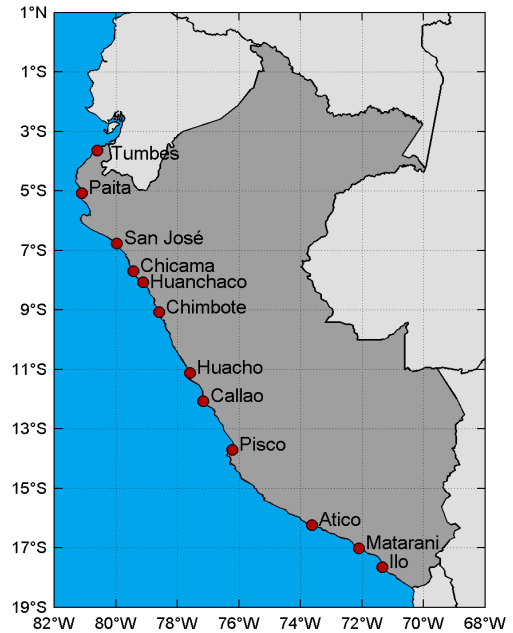 1°N
1°S
3°S
5°S
7°S
9°S
11°S
13°S
15°S
17°S
19°S
Tumbes
Paita
San José
Chicama
Huanchaco
Chimbote
Huacho
Callao
Pisco
Atico
Matarani
Ilo
82°W 80°W 78°W 76°W 74°W 72°W 70°W 68°W